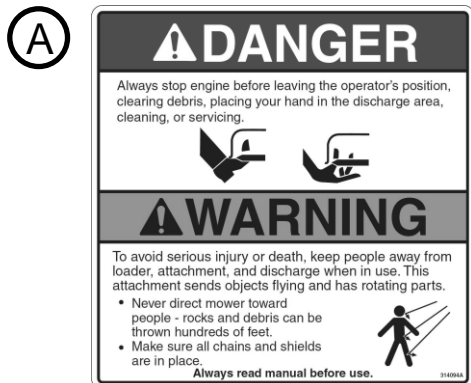 A
DANGER
Always stop engine before leaving the operator's position,
clearing debris, placing your hand in the discharge area,
cleaning, or servicing.
WARNING
To avoid serious injury or death, keep people away from
loader, attachment, and discharge when in use. This
attachment sends objects flying and has rotating parts.
• Never direct mower toward
people - rocks and debris can be
thrown hundreds of feet.
• Make sure all chains and shields
are in place.
Always read manual before use.
314094A